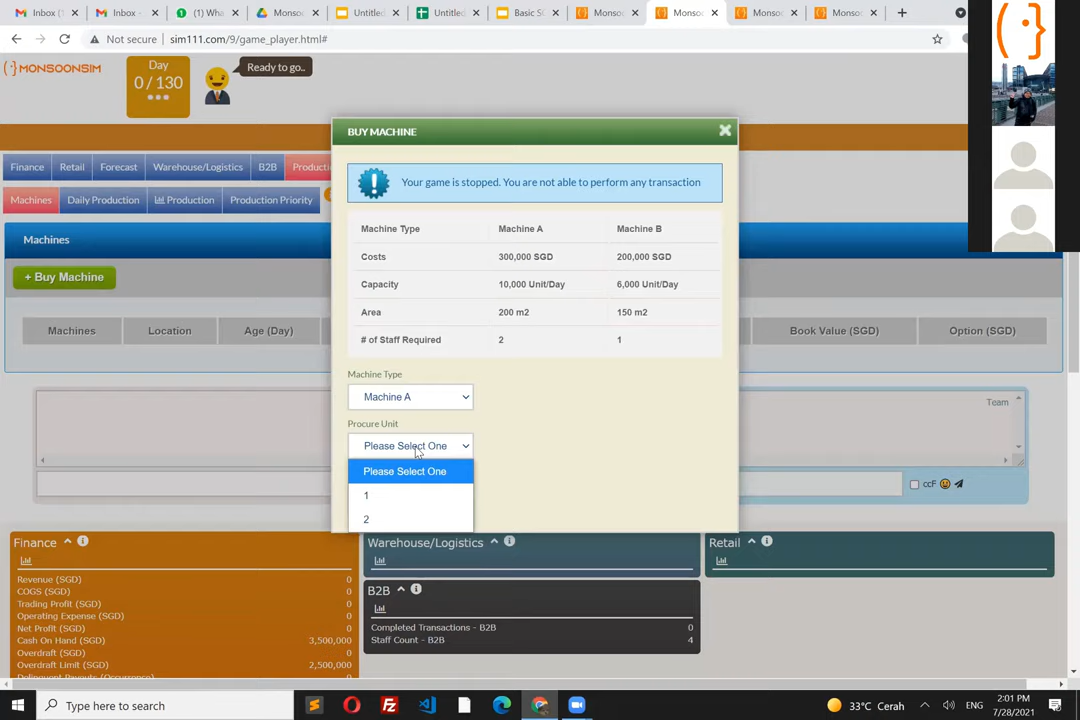 Inbox (1
Inbox -
(1) Wha
Monsoo
Untitled
Untitled
Basic S
Monso
Monso
Monso
Monso
Not secure
sim111.com/9/game_player.html#
MONSOONSIM
Day
0 / 130
Ready to go..
Finance
Retail
Forecast
Warehouse/Logistics
B2B
Producti
Machines
Daily Production
Production
Production Priority
Machines
+ Buy Machine
Machines
Location
Age (Day)
Book Value (SGD)
Option (SGD)
BUY MACHINE
Your game is stopped. You are not able to perform any transaction
Machine Type Machine A Machine B
Costs 300,000 SGD 200,000 SGD
Capacity 10,000 Unit/Day 6,000 Unit/Day
Area 200 m2 150 m2
# of Staff Required 2 1
Machine Type
Machine A
Procure Unit
Please Select One
Please Select One
1
2
Team
ccF
Finance
Revenue (SGD) 0
COGS (SGD) 0
Trading Profit (SGD) 0
Operating Expense (SGD) 0
Net Profit (SGD) 0
Cash On Hand (SGD) 3,500,000
Overdraft (SGD) 0
Overdraft Limit (SGD) 2,500,000
Delinquent Payouts (Occurrence)
Warehouse/Logistics
B2B
Completed Transactions - B2B 0
Staff Count - B2B 4
Retail
Type here to search
33°C Cerah
ENG
2:01 PM
7/28/2021